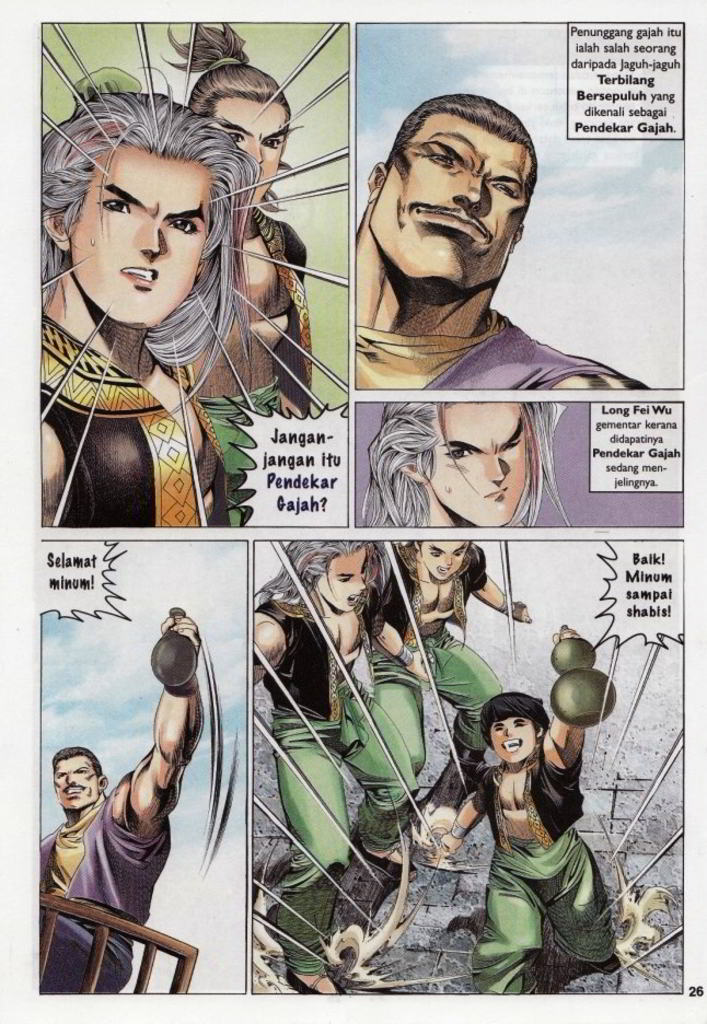 Penunggang gajah itu
ialah salah seorang
daripada Jaguh-jaguh
Terbilang
Bersepuluh yang
dikenali sebagai
Pendekar Gajah.
Jangan-
jangan itu
Pendekar
Gajah?
Long Fei Wu
gementar kerana
didapatinya
Pendekar Gajah
sedang men-
jelingnya.
Selamat
minum!
Baik!
Minum
sampai
shabis!
26